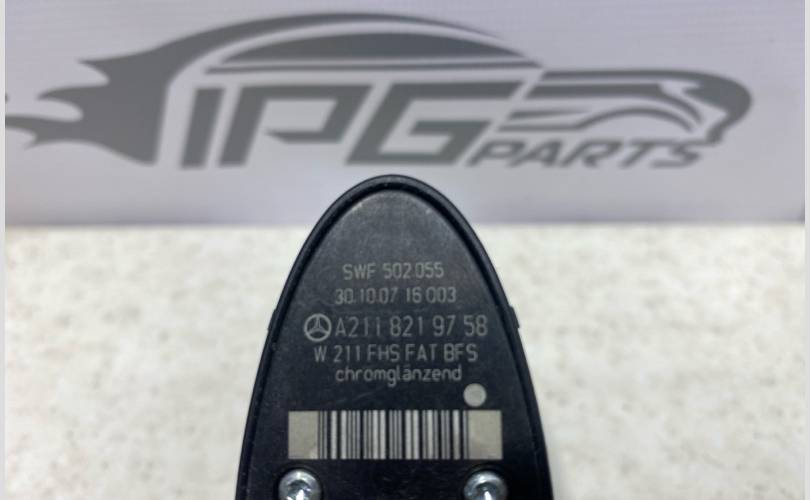 IPG
PARTS
SWF 502.055
30.10.07 16 003
A211 821 97 58
W 211 FHS FAT BFS
chromglänzend